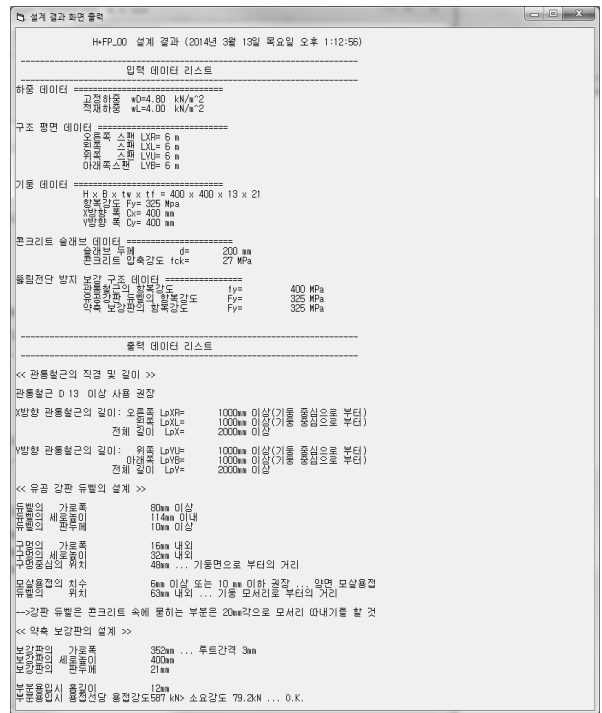 설계 결과 화면 출력
H+FP_00 설계 결과 (2014년 3월 13일 목요일 오후 1:12:56)
입력 데이터 리스트
하중 데이터 ================================
고정하중 wD=4.80 kN/m^2
적재하중 wL=4.00 kN/m^2
구조 평면 데이터 ============================
오른쪽 스팬 LXR= 6 m
왼쪽 스팬 LXL= 6 m
위쪽 스팬 LYU= 6 m
아래쪽스팬 LYB= 6 m
기둥 데이터 ================================
H x B x tw x tf = 400 x 400 x 13 x 21
항복강도 Fy= 325 Mpa
X방향 폭 Cx= 400 mm
Y방향 폭 Cy= 400 mm
콘크리트 슬래브 데이터 =======================
슬래브 두께 d= 200 mm
콘크리트 압축강도 fck= 27 MPa
뚫림전단 방지 보강 구조 데이터 =================
관통철근의 항복강도 fy= 400 MPa
유공강판 듀벨의 항복강도 Fy= 325 MPa
약축 보강판의 항복강도 Fy= 325 MPa
출력 데이터 리스트
<< 관통철근의 직경 및 길이 >>
관통철근 D 13 이상 사용 권장
X방향 관통철근의 길이: 오른쪽 LpXR= 1000mm 이상(기둥 중심으로 부터)
왼쪽 LpXL= 1000mm 이상(기둥 중심으로 부터)
전체 길이 LpX= 2000mm 이상
Y방향 관통철근의 길이: 위쪽 LpYU= 1000mm 이상(기둥 중심으로 부터)
아래쪽 LpYB= 1000mm 이상(기둥 중심으로 부터)
전체 길이 LpY= 2000mm 이상
<< 유공 강판 듀벨의 설계 >>
듀벨의 가로폭 80mm 이상
듀벨의 세로높이 114mm 이내
듀벨의 판두께 10mm 이상
구멍의 가로폭 16mm 내외
구멍의 세로높이 32mm 내외
구멍중심의 위치 48mm ... 기둥면으로 부터의 거리
모살용접의 치수 6mm 이상 또는 10 mm 이하 권장 ... 양면 모살용접
듀벨의 위치 63mm 내외 ... 기둥 모서리로 부터의 거리
-->강판 듀벨은 콘크리트 속에 묻히는 부분은 20mm각으로 모서리 따내기를 할 것
<< 약축 보강판의 설계 >>
보강판의 가로폭 352mm ... 루트간격 3mm
보강판의 세로높이 400mm
보강판의 판두께 21mm
부분용입시 홈깊이 12mm
부분용입시 용접선당 용접강도587 kN> 소요강도 79.2kN ... O.K.